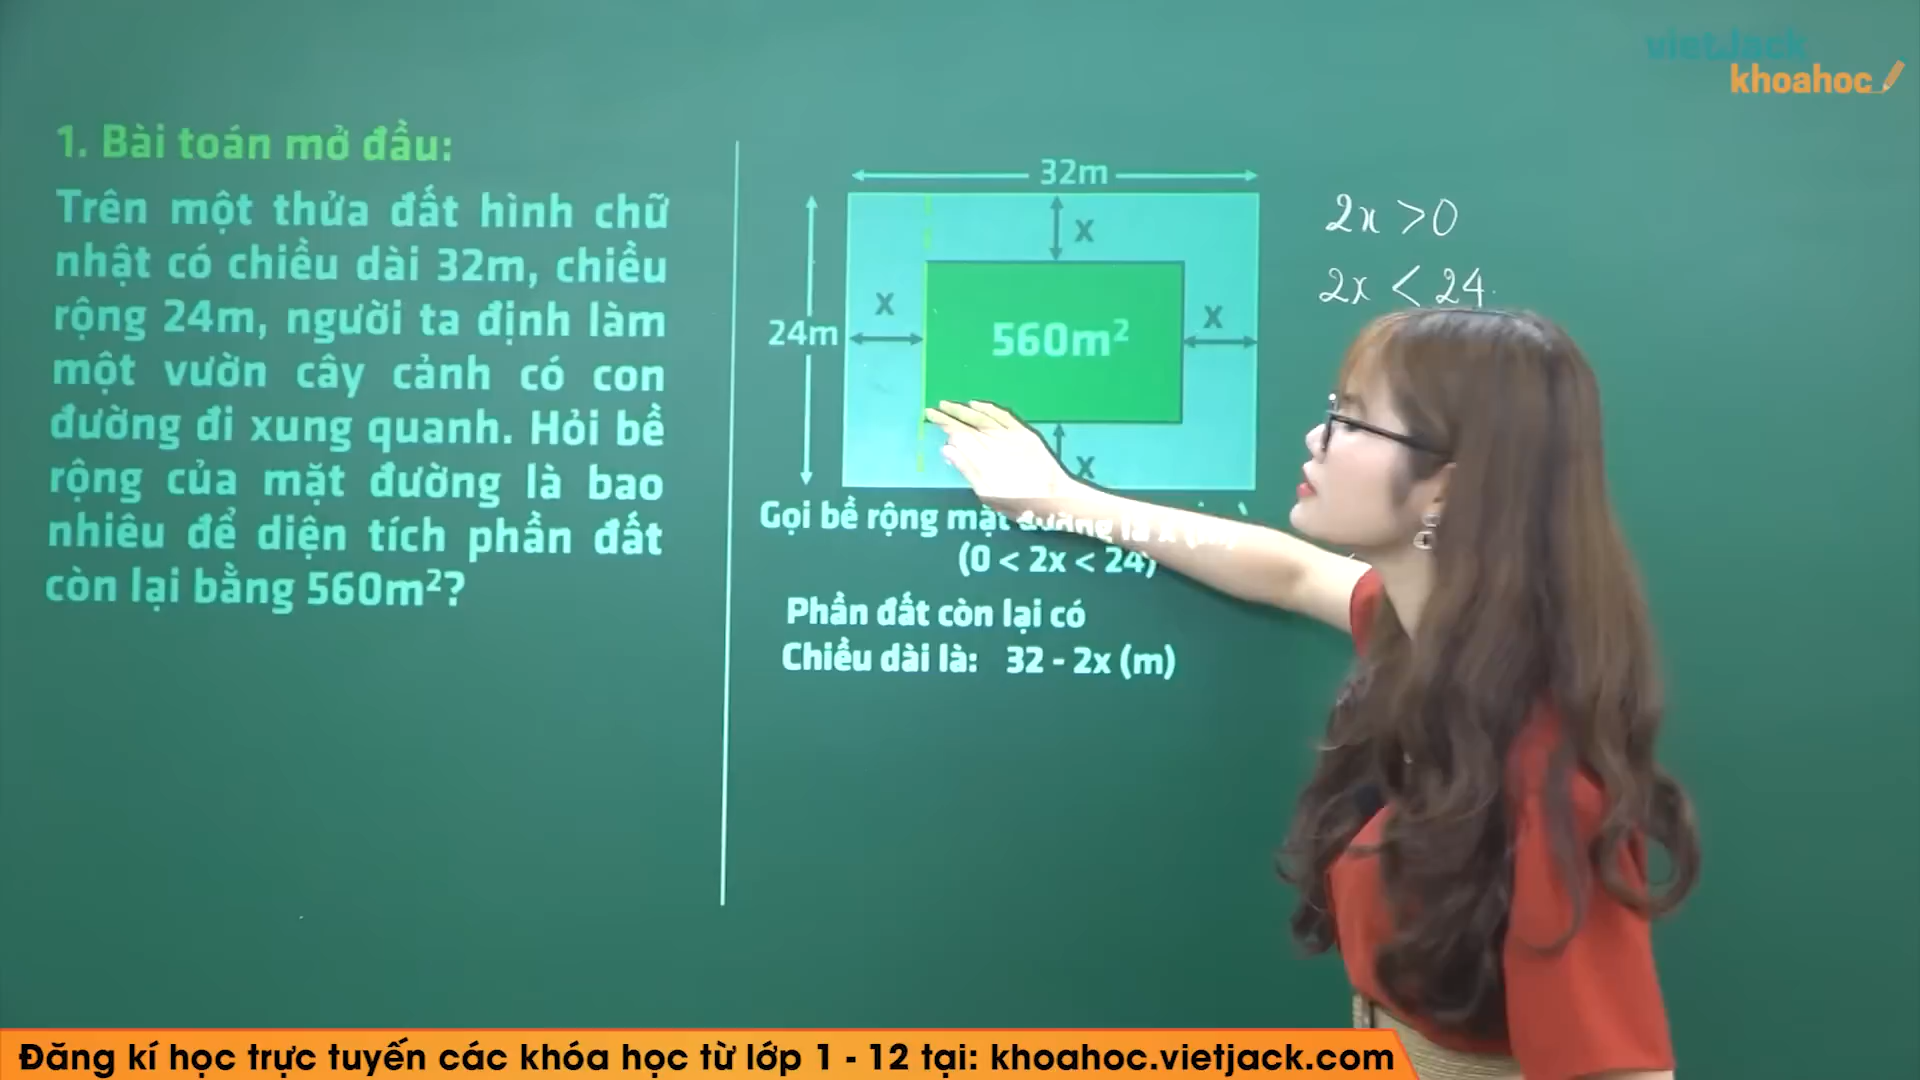 vietJack
khoahoc
1. Bài toán mở đầu:
Trên một thửa đất hình chữ
nhật có chiều dài 32m, chiều
rộng 24m, người ta định làm
một vườn cây cảnh có con
đường đi xung quanh. Hỏi bề
rộng của mặt đường là bao
nhiêu để diện tích phần đất
còn lại bằng 560m²?
32m
x
x
24m
560m²
x
x
Gọi bề rộng mặt đường là x (m)
(0 < 2x < 24)
Phần đất còn lại có
Chiều dài là: 32 - 2x (m)
2x > 0
2x < 24
Đăng kí học trực tuyến các khóa học từ lớp 1 - 12 tại: khoahoc.vietjack.com